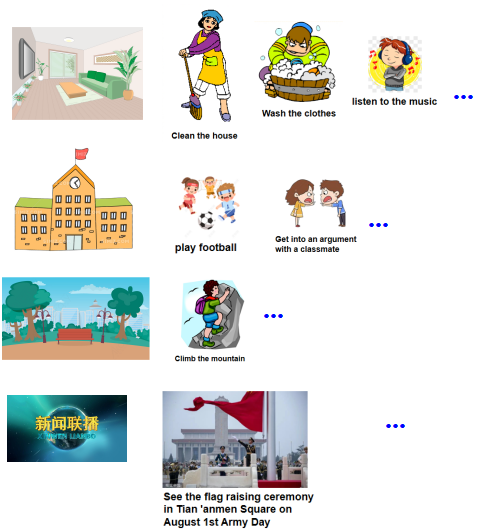 Clean the house
Wash the clothes
listen to the music
...
play football
Get into an argument
with a classmate
...
Climb the mountain
...
新闻联播
XINWEN LIANBO
See the flag raising ceremony
in Tian 'anmen Square on
August 1st Army Day
...